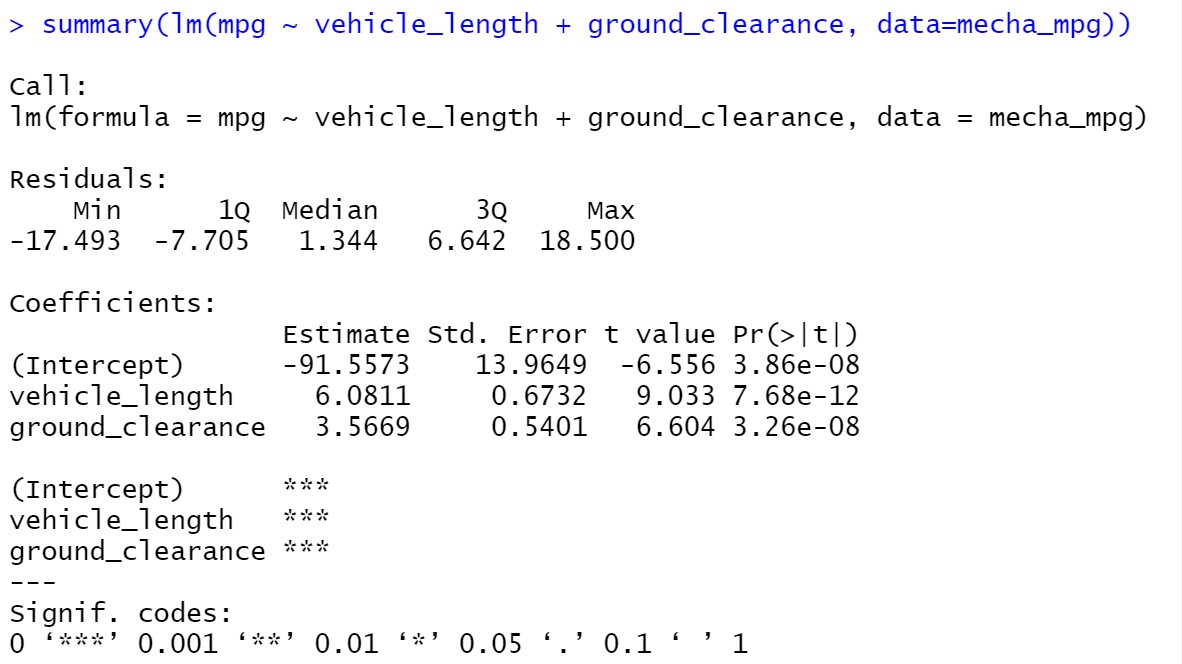 > summary(lm(mpg ~ vehicle_length + ground_clearance, data=mecha_mpg))
Call:
lm(formula = mpg ~ vehicle_length + ground_clearance, data = mecha_mpg)
Residuals:
    Min      1Q  Median      3Q     Max
-17.493  -7.705   1.344   6.642  18.500
Coefficients:
                 Estimate Std. Error t value Pr(>|t|)
(Intercept)      -91.5573    13.9649  -6.556 3.86e-08
vehicle_length     6.0811     0.6732   9.033 7.68e-12
ground_clearance   3.5669     0.5401   6.604 3.26e-08
(Intercept)      ***
vehicle_length   ***
ground_clearance ***
---
Signif. codes:
0 ‘***’ 0.001 ‘**’ 0.01 ‘*’ 0.05 ‘.’ 0.1 ‘ ’ 1